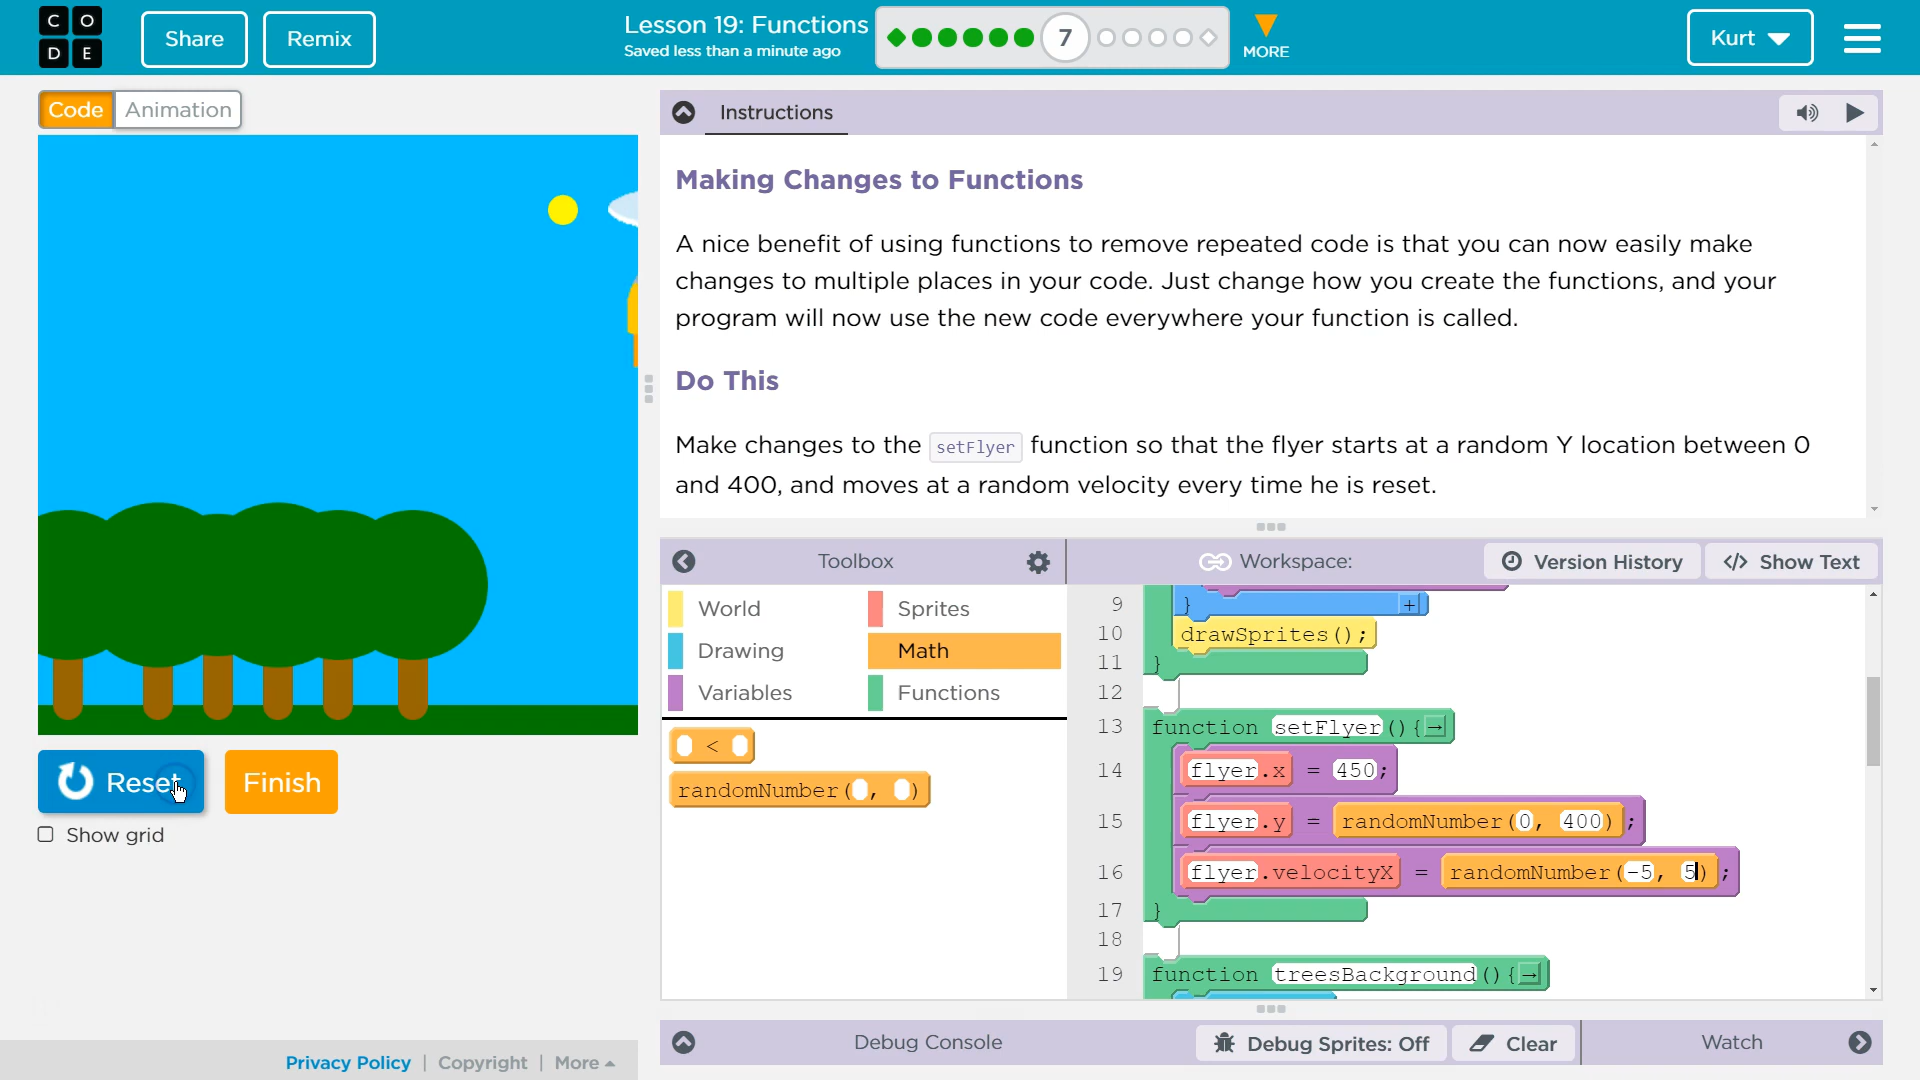 CODE
Share
Remix
Lesson 19: Functions
Saved less than a minute ago
7
MORE
Kurt
Code
Animation
Instructions
Making Changes to Functions
A nice benefit of using functions to remove repeated code is that you can now easily make
changes to multiple places in your code. Just change how you create the functions, and your
program will now use the new code everywhere your function is called.
Do This
Make changes to the setFlyer function so that the flyer starts at a random Y location between 0
and 400, and moves at a random velocity every time he is reset.
Reset
Finish
Show grid
Toolbox
World
Sprites
Drawing
Math
Variables
Functions
<
randomNumber( , )
Workspace:
Version History
</> Show Text
9 } +
10 drawSprites();
11 }
12
13 function setFlyer(){→
14 flyer.x = 450;
15 flyer.y = randomNumber(0, 400);
16 flyer.velocityX = randomNumber(-5, 5);
17 }
18
19 function treesBackground(){→
Debug Console
Debug Sprites: Off
Clear
Watch
Privacy Policy | Copyright | More